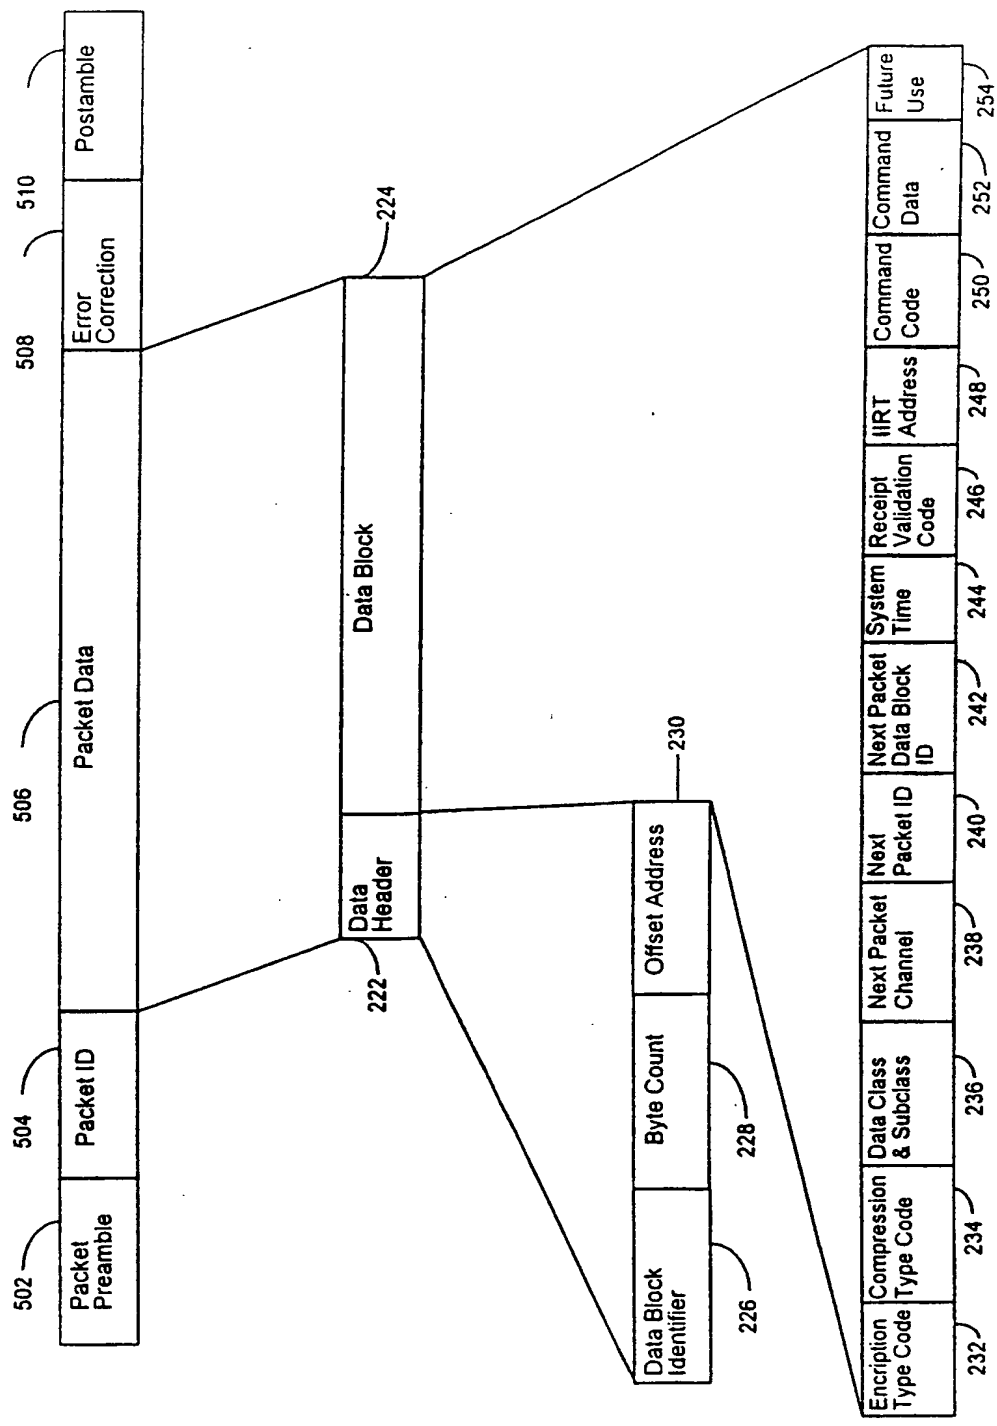 502
504
506
508
510
Packet
Preamble
Packet ID
Packet Data
Error
Correction
Postamble
222
Data
Header
Data Block
224
Data Block
Identifier
Byte Count
Offset Address
230
226
228
Encription
Type Code
Compression
Type Code
Data Class
& Subclass
Next Packet
Channel
Next
Packet ID
Next Packet
Data Block
ID
System
Time
Receipt
Validation
Code
IIRT
Address
Command
Code
Command
Data
Future
Use
232
234
236
238
240
242
244
246
248
250
252
254